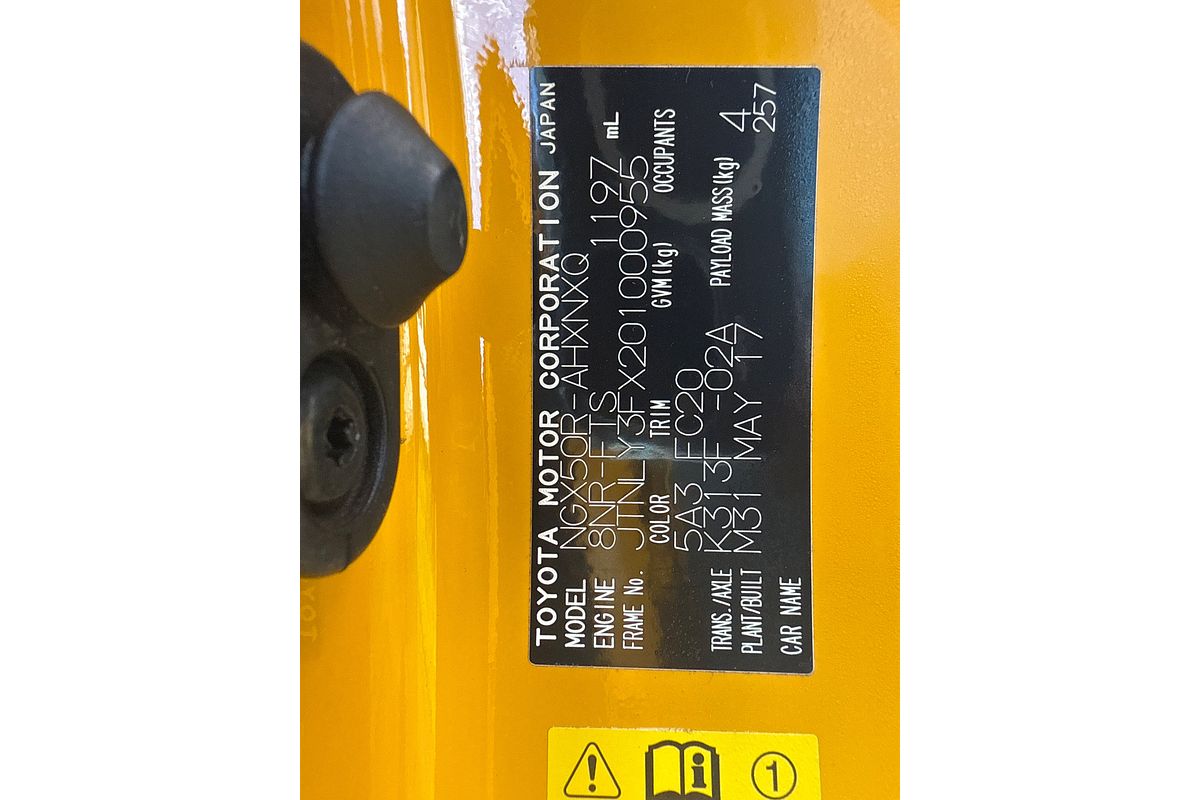 TOYOTA MOTOR CORPORATION JAPAN
MODEL NGX50R-AHXNXQ
ENGINE 8NR-FTS 1197 mL
FRAME No. JTNLY3FX201000955
COLOR TRIM GVM(kg) OCCUPANTS
5A3 FC20
TRANS./AXLE K313F -02A PAYLOAD MASS(kg) 4
PLANT/BUILT M31 MAY 17 257
CAR NAME
1